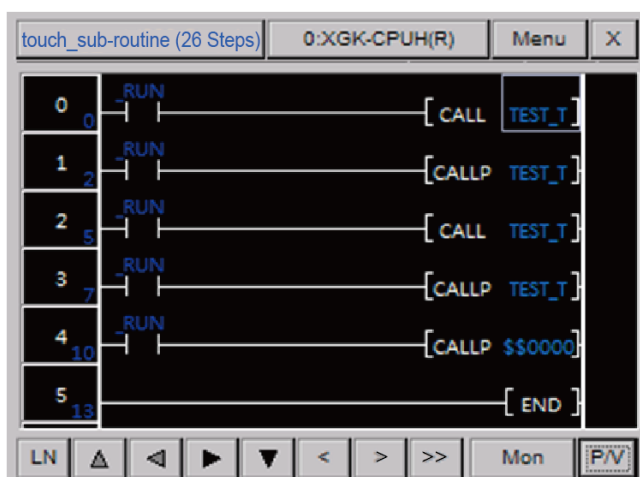 touch_sub-routine (26 Steps) 0:XGK-CPUH(R) Menu X
0 0 _RUN CALL TEST_T
1 2 _RUN CALLP TEST_T
2 5 _RUN CALL TEST_T
3 7 _RUN CALLP TEST_T
4 10 _RUN CALLP $$0000
5 13 END
LN < > >> Mon P/V